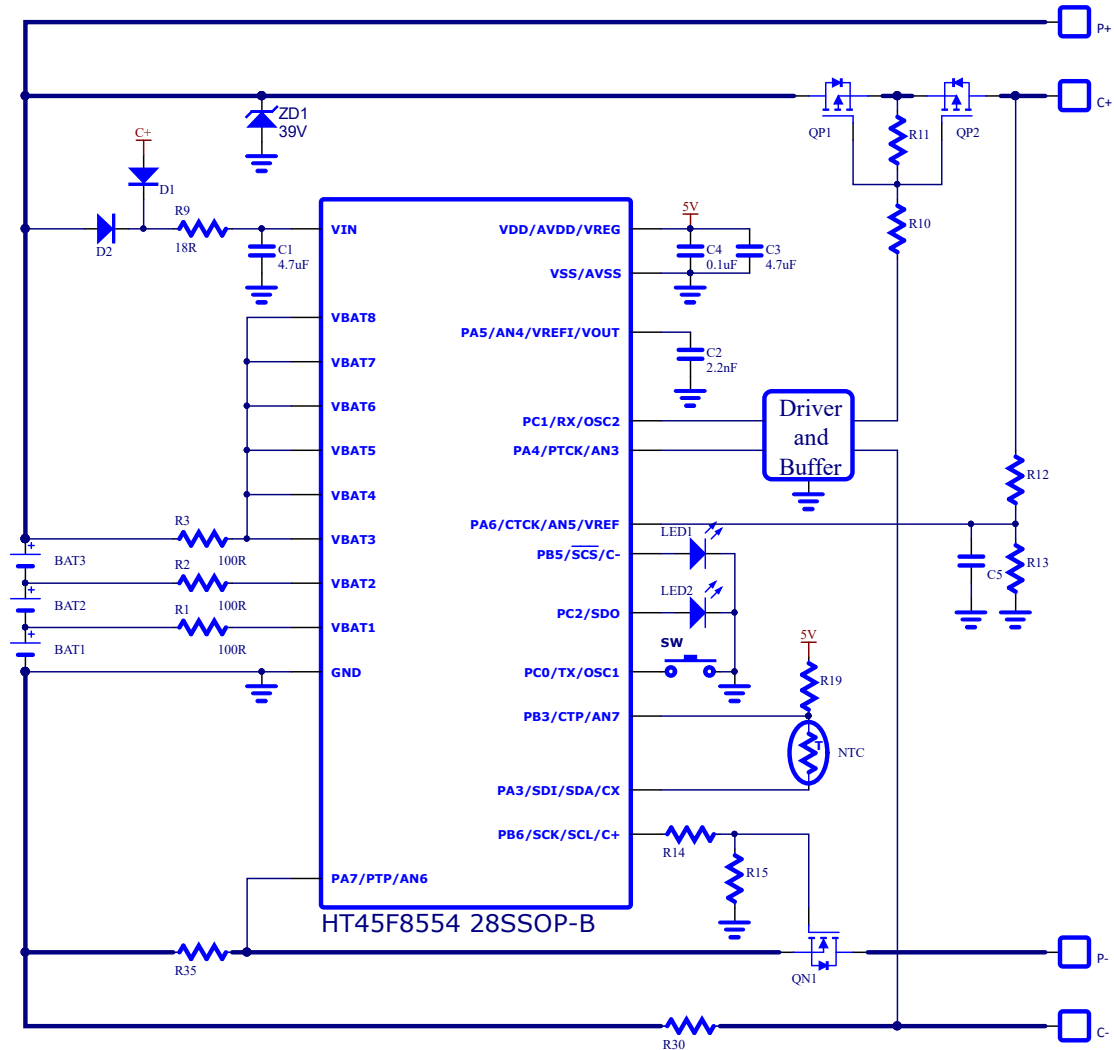 P+
C+
ZD1
39V
QP1
R11
QP2
C+
D1
R9
18R
D2
C1
4.7uF
R10
5V
C4
0.1uF
C3
4.7uF
VIN
VDD/AVDD/VREG
VSS/AVSS
VBAT8
PA5/AN4/VREFI/VOUT
C2
2.2nF
VBAT7
VBAT6
PC1/RX/OSC2
Driver
and
Buffer
VBAT5
PA4/PTCK/AN3
VBAT4
R12
R3
100R
VBAT3
PA6/CTCK/AN5/VREF
LED1
PB5/SCS/C-
+
BAT3
C5
R13
R2
100R
VBAT2
+
BAT2
LED2
PC2/SDO
R1
100R
VBAT1
+
BAT1
SW
5V
GND
PC0/TX/OSC1
R19
PB3/CTP/AN7
T
NTC
PA3/SDI/SDA/CX
PB6/SCK/SCL/C+
R14
R15
PA7/PTP/AN6
HT45F8554 28SSOP-B
R35
QN1
P-
R30
C-